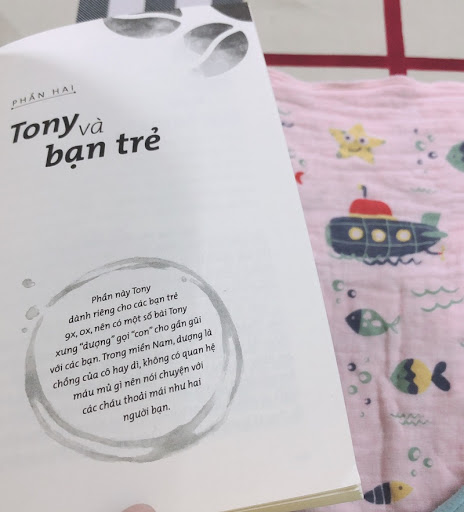 PHẦN HAI
Tony và
bạn trẻ
Phần này Tony
dành riêng cho các bạn trẻ
9x, 0x, nên có một số bài Tony
xưng "dượng" gọi "con" cho gần gũi
với các bạn. Trong miền Nam, dượng là
chồng của cô hay dì, không có quan hệ
máu mủ gì nên nói chuyện với
các cháu thoải mái như hai
người bạn.